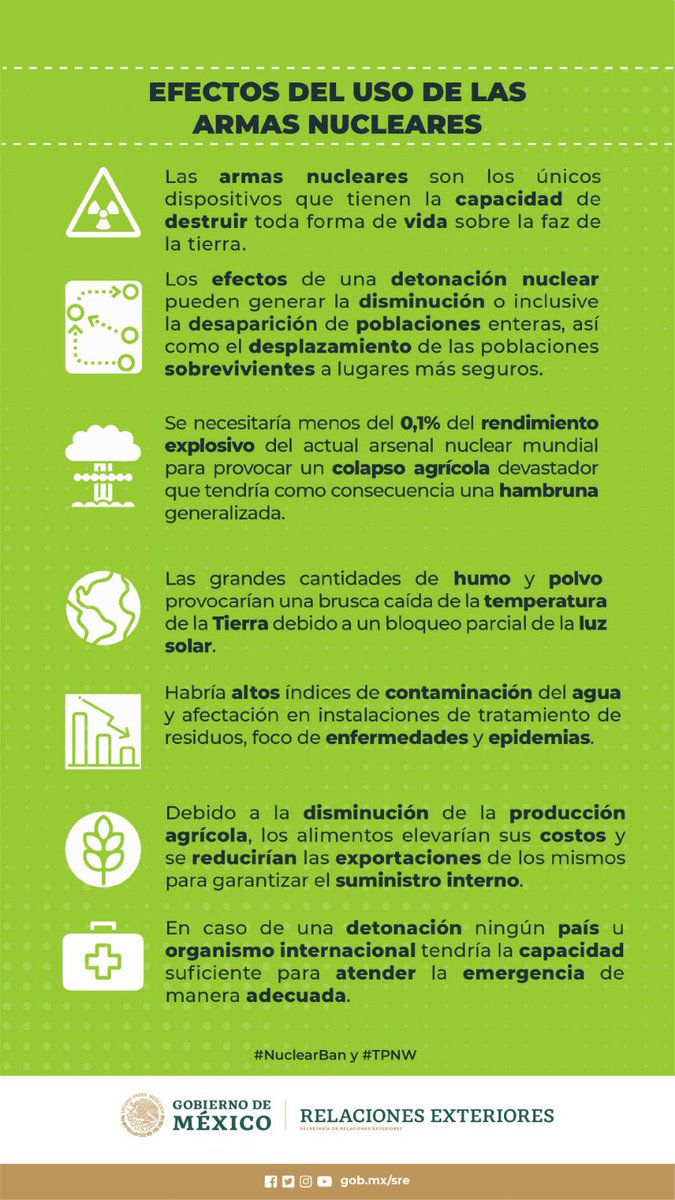 EFECTOS DEL USO DE LAS
ARMAS NUCLEARES
Las armas nucleares son los únicos
dispositivos que tienen la capacidad de
destruir toda forma de vida sobre la faz de
la tierra.
Los efectos de una detonación nuclear
pueden generar la disminución o inclusive
la desaparición de poblaciones enteras, así
como el desplazamiento de las poblaciones
sobrevivientes a lugares más seguros.
Se necesitaría menos del 0,1% del rendimiento
explosivo del actual arsenal nuclear mundial
para provocar un colapso agrícola devastador
que tendría como consecuencia una hambruna
generalizada.
Las grandes cantidades de humo y polvo
provocarían una brusca caída de la temperatura
de la Tierra debido a un bloqueo parcial de la luz
solar.
Habría altos índices de contaminación del agua
y afectación en instalaciones de tratamiento de
residuos, foco de enfermedades y epidemias.
Debido a la disminución de la producción
agrícola, los alimentos elevarían sus costos y
se reducirían las exportaciones de los mismos
para garantizar el suministro interno.
En caso de una detonación ningún país u
organismo internacional tendría la capacidad
suficiente para atender la emergencia de
manera adecuada.
#NuclearBan y #TPNW
GOBIERNO DE
MÉXICO
RELACIONES EXTERIORES
SECRETARÍA DE RELACIONES EXTERIORES
gob.mx/sre